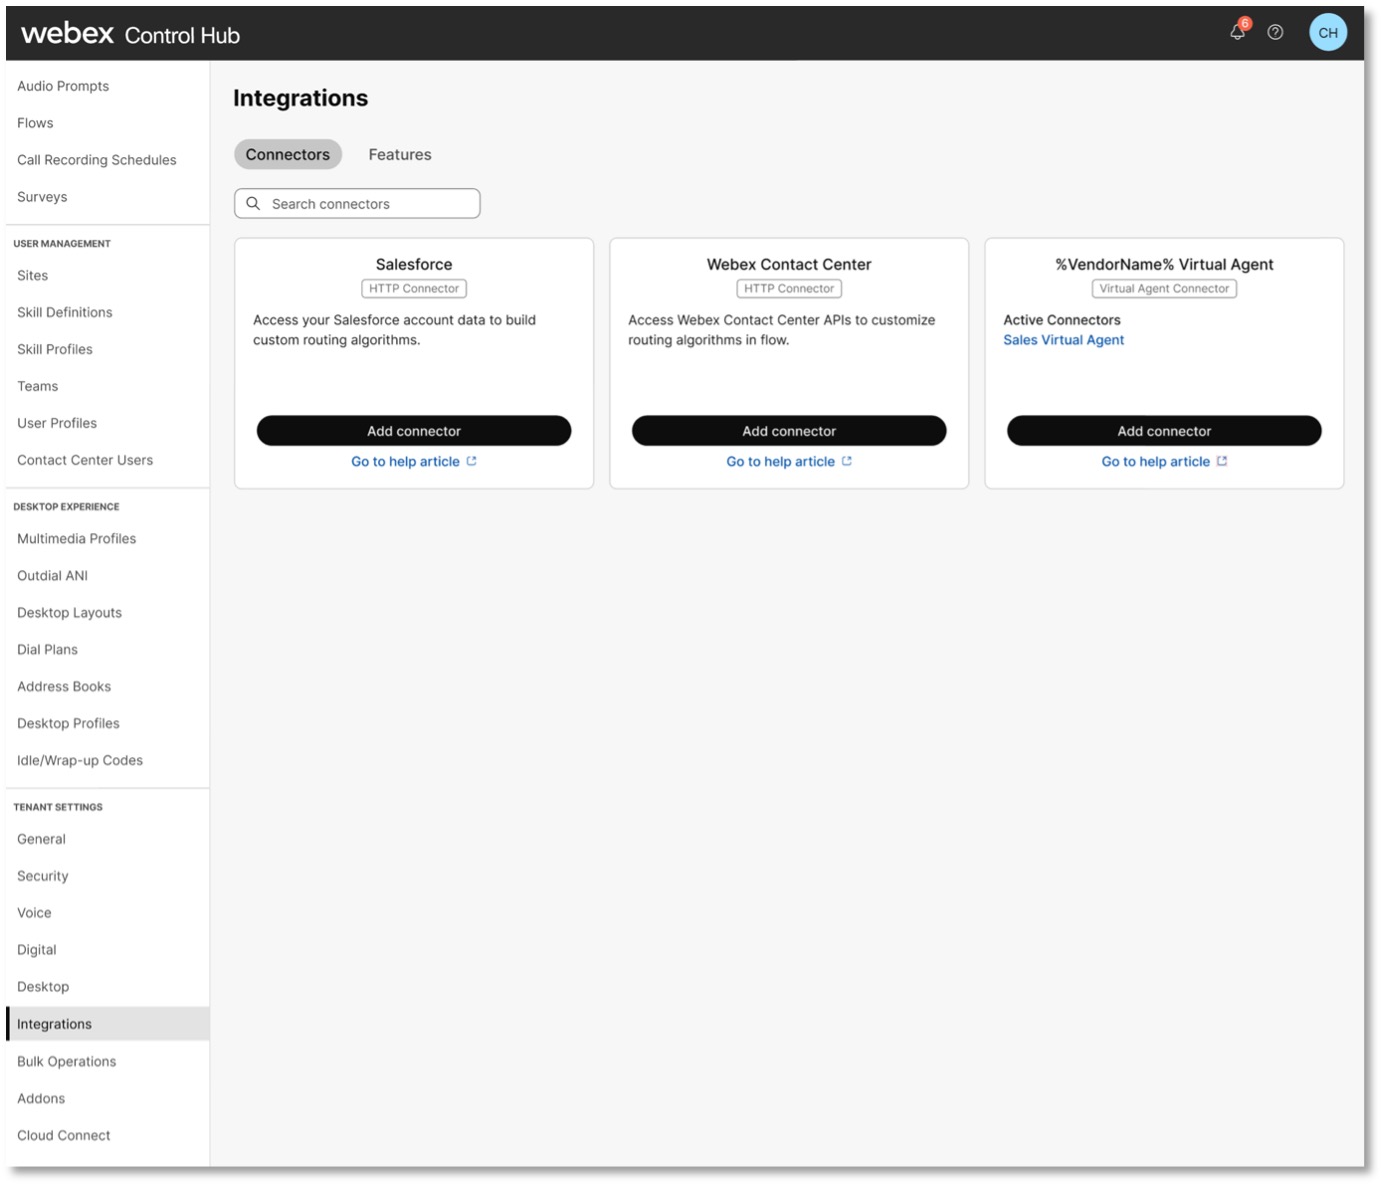 webex Control Hub
6
CH
Audio Prompts
Flows
Call Recording Schedules
Surveys
USER MANAGEMENT
Sites
Skill Definitions
Skill Profiles
Teams
User Profiles
Contact Center Users
DESKTOP EXPERIENCE
Multimedia Profiles
Outdial ANI
Desktop Layouts
Dial Plans
Address Books
Desktop Profiles
Idle/Wrap-up Codes
TENANT SETTINGS
General
Security
Voice
Digital
Desktop
Integrations
Bulk Operations
Addons
Cloud Connect
Integrations
Connectors
Features
Search connectors
Salesforce
HTTP Connector
Access your Salesforce account data to build
custom routing algorithms.
Add connector
Go to help article
Webex Contact Center
HTTP Connector
Access Webex Contact Center APIs to customize
routing algorithms in flow.
Add connector
Go to help article
%VendorName% Virtual Agent
Virtual Agent Connector
Active Connectors
Sales Virtual Agent
Add connector
Go to help article